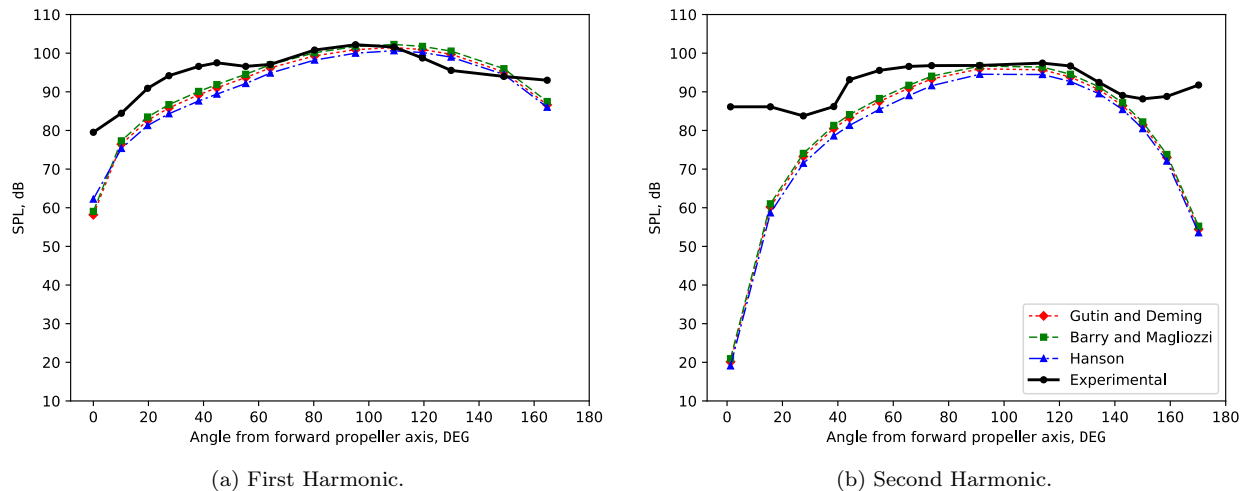 110
100
90
80
70
60
50
40
30
20
10
SPL, dB
0 20 40 60 80 100 120 140 160 180
Angle from forward propeller axis, DEG
(a) First Harmonic.
110
100
90
80
70
60
50
40
30
20
10
SPL, dB
Gutin and Deming
Barry and Magliozzi
Hanson
Experimental
0 20 40 60 80 100 120 140 160 180
Angle from forward propeller axis, DEG
(b) Second Harmonic.